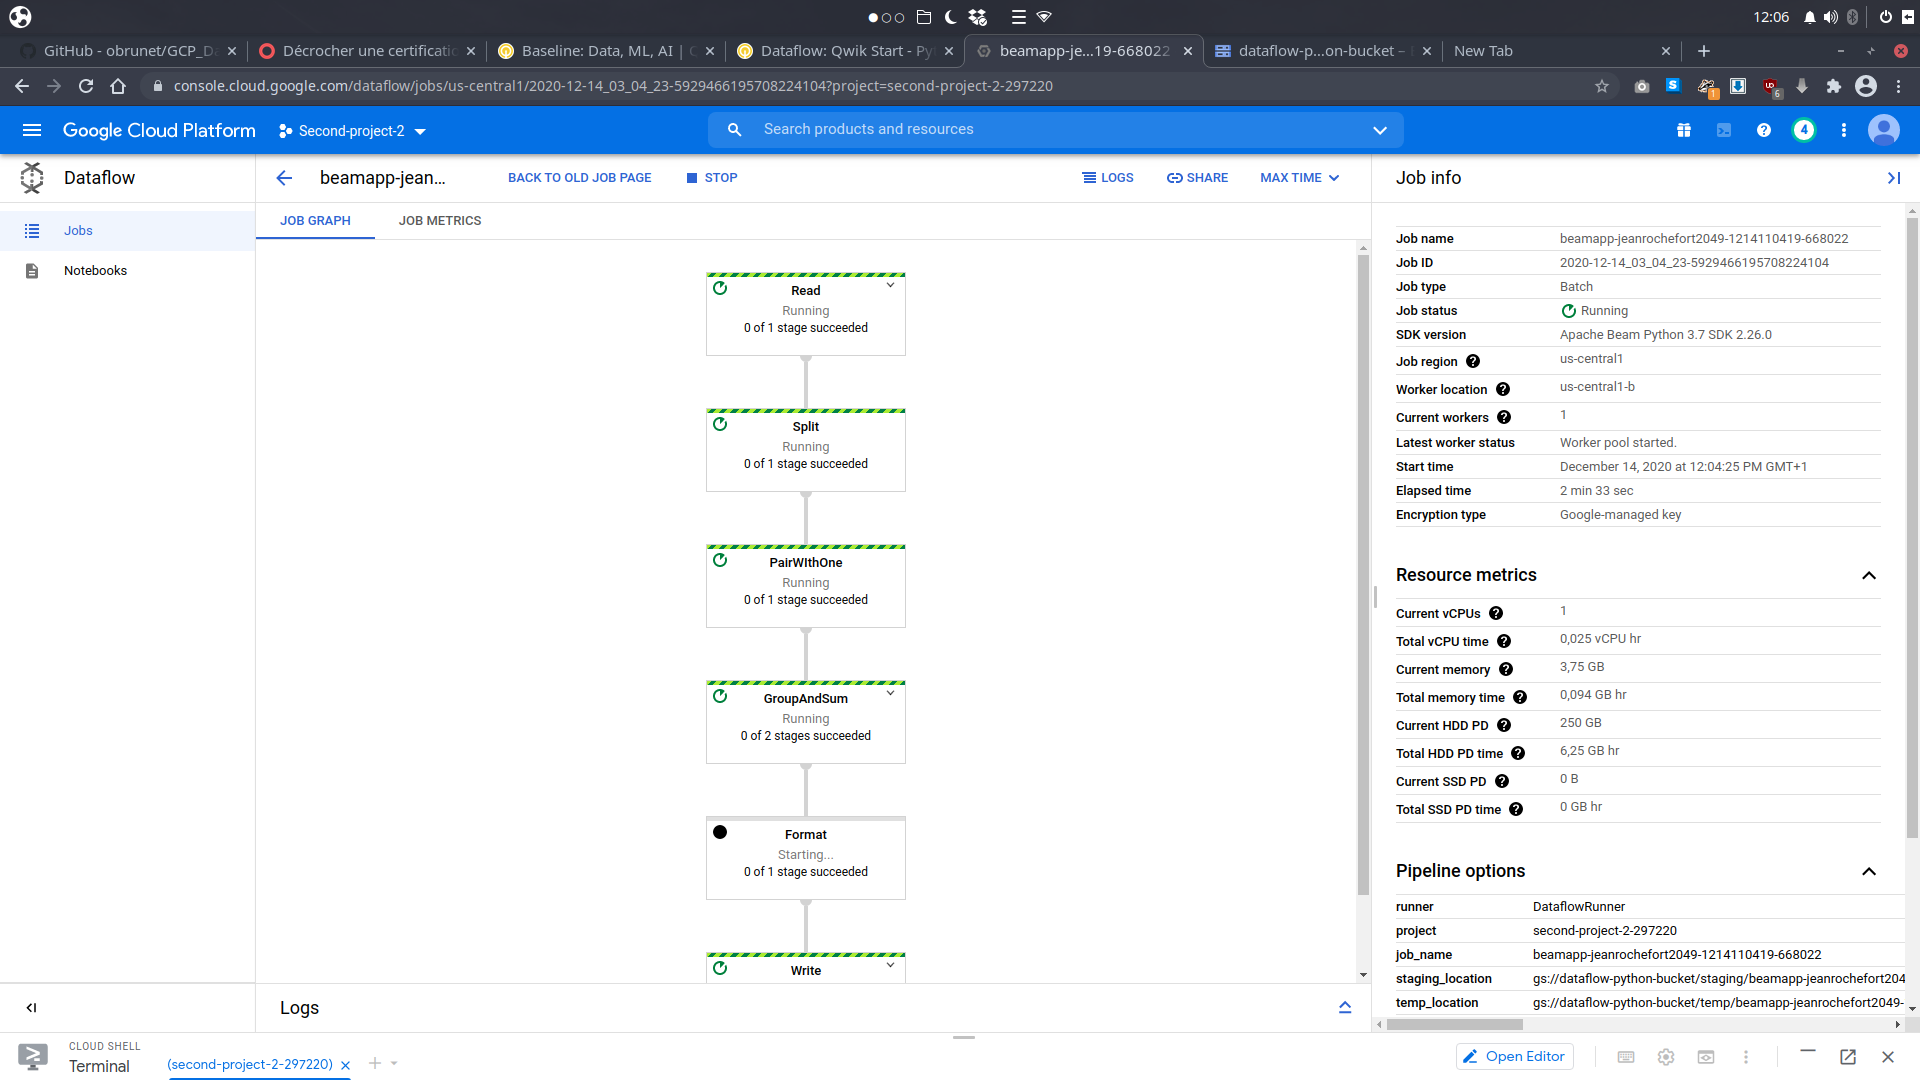 12:06
GitHub - obrunet/GCP_Da
Décrocher une certificatio
Baseline: Data, ML, AI |
Dataflow: Qwik Start - Pyt
beamapp-je...19-668022
dataflow-p...on-bucket –
New Tab
console.cloud.google.com/dataflow/jobs/us-central1/2020-12-14_03_04_23-5929466195708224104?project=second-project-2-297220
1
6
Google Cloud Platform
Second-project-2
Search products and resources
4
Dataflow
beamapp-jean...
BACK TO OLD JOB PAGE
STOP
LOGS
SHARE
MAX TIME
Job info
Jobs
Notebooks
JOB GRAPH
JOB METRICS
Read
Running
0 of 1 stage succeeded
Split
Running
0 of 1 stage succeeded
PairWIthOne
Running
0 of 1 stage succeeded
GroupAndSum
Running
0 of 2 stages succeeded
Format
Starting...
0 of 1 stage succeeded
Write
Job name beamapp-jeanrochefort2049-1214110419-668022
Job ID 2020-12-14_03_04_23-5929466195708224104
Job type Batch
Job status Running
SDK version Apache Beam Python 3.7 SDK 2.26.0
Job region us-central1
Worker location us-central1-b
Current workers 1
Latest worker status Worker pool started.
Start time December 14, 2020 at 12:04:25 PM GMT+1
Elapsed time 2 min 33 sec
Encryption type Google-managed key
Resource metrics
Current vCPUs 1
Total vCPU time 0,025 vCPU hr
Current memory 3,75 GB
Total memory time 0,094 GB hr
Current HDD PD 250 GB
Total HDD PD time 6,25 GB hr
Current SSD PD 0 B
Total SSD PD time 0 GB hr
Pipeline options
runner DataflowRunner
project second-project-2-297220
job_name beamapp-jeanrochefort2049-1214110419-668022
staging_location gs://dataflow-python-bucket/staging/beamapp-jeanrochefort204
temp_location gs://dataflow-python-bucket/temp/beamapp-jeanrochefort2049-
Logs
CLOUD SHELL
Terminal
(second-project-2-297220)
Open Editor